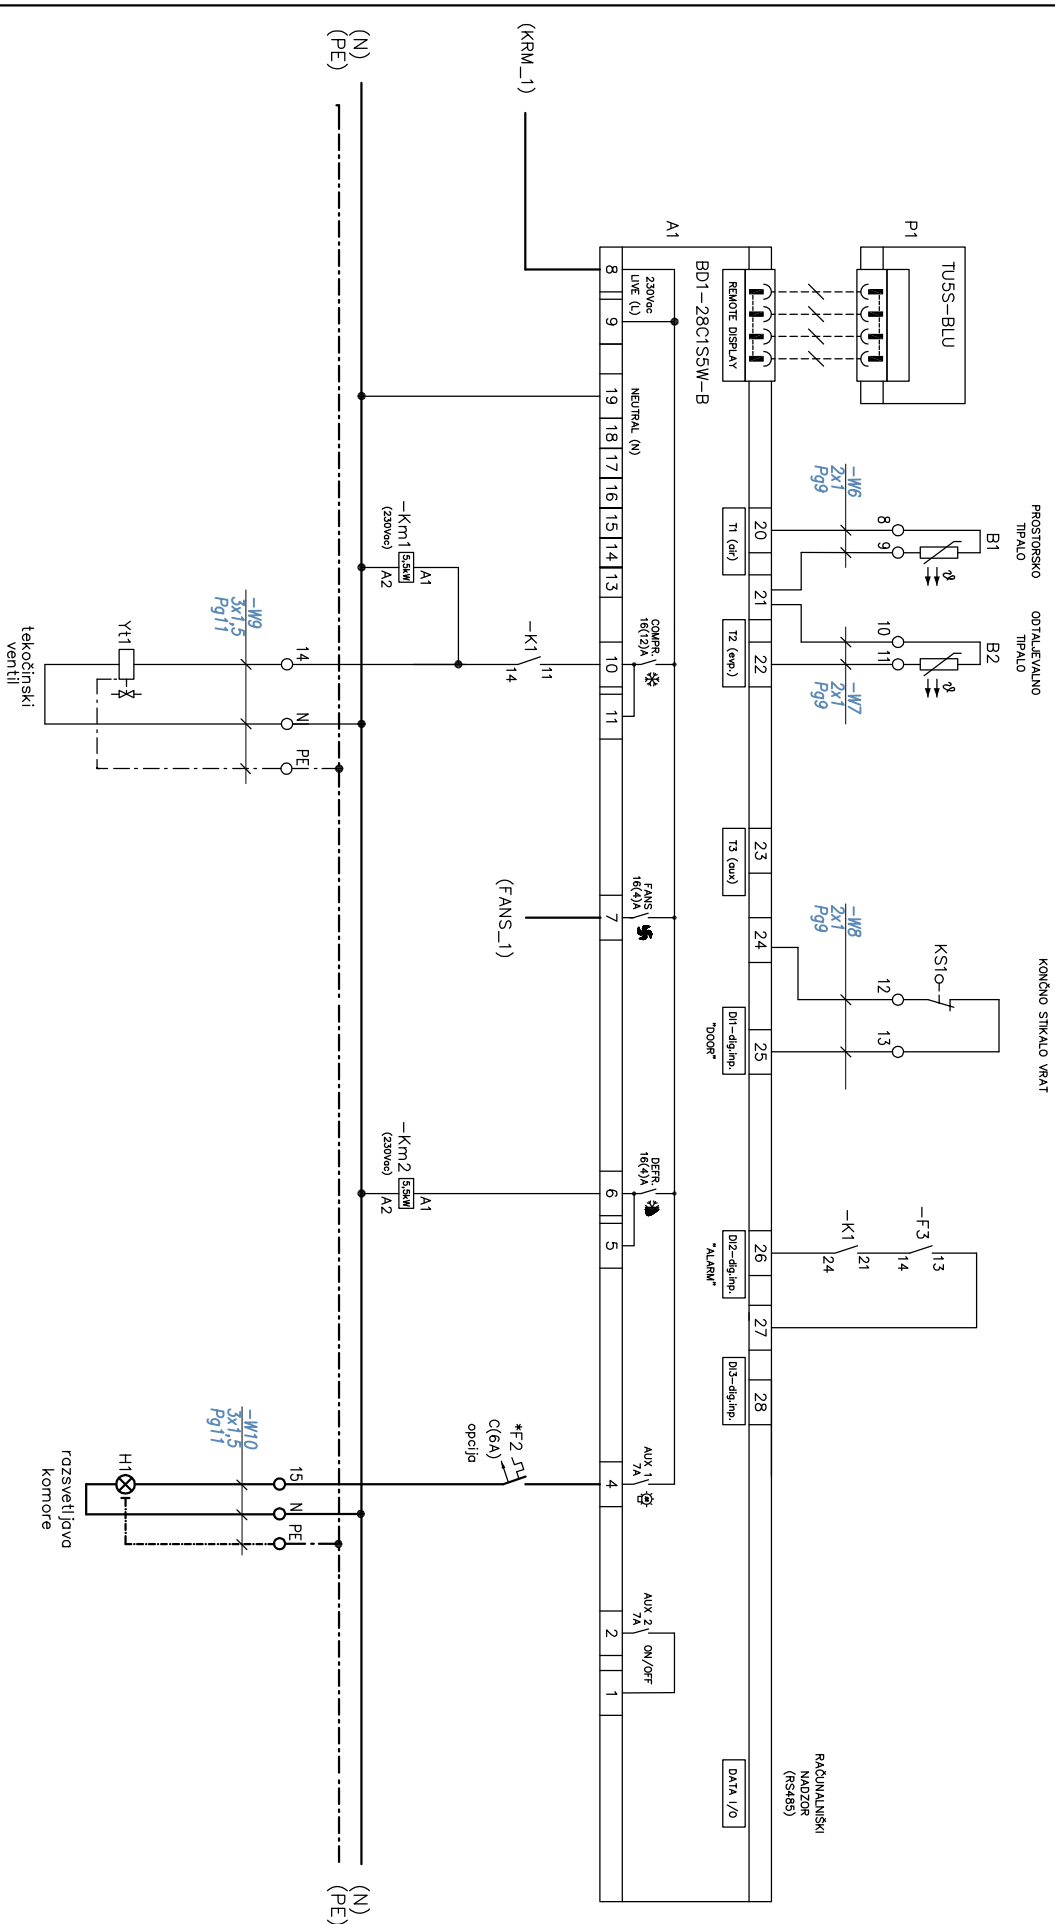 PROSTORSKO
TIPALO
ODTALJEVALNO
TIPALO
KONČNO STIKALO VRAT
RAČUNALNIŠKI
NADZOR
(RS485)
P1
TU5S-BLU
B1
B2
KS1
-F3
13
14
-K1
21
24
8
9
10
11
12
13
-W6
2x1
Pg9
-W7
2x1
Pg9
-W8
2x1
Pg9
A1
BD1-28C1S5W-B
REMOTE DISPLAY
20
21
22
23
24
25
26
27
28
T1 (air)
T2 (evp.)
T3 (aux)
DI1-dig.inp.
"DOOR"
DI2-dig.inp.
"ALARM"
DI3-dig.inp.
DATA I/O
230Vac
LIVE (L)
NEUTRAL (N)
COMPR.
16(12)A
FANS
16(4)A
DEFR.
16(4)A
AUX 1
7A
AUX 2
7A
ON/OFF
8
9
19
18
17
16
15
14
13
10
11
7
6
5
4
2
1
(KRM_1)
-K1
11
14
(FANS_1)
*F2
C(6A)
opcija
-Km1
(230Vac)
5,5kW
A1
A2
-Km2
(230Vac)
5,5kW
A1
A2
(N)
(PE)
(N)
(PE)
14
N
PE
15
N
PE
-W9
3x1,5
Pg11
-W10
3x1,5
Pg11
Yt1
H1
tekočinski
ventil
razsvetljava
komore